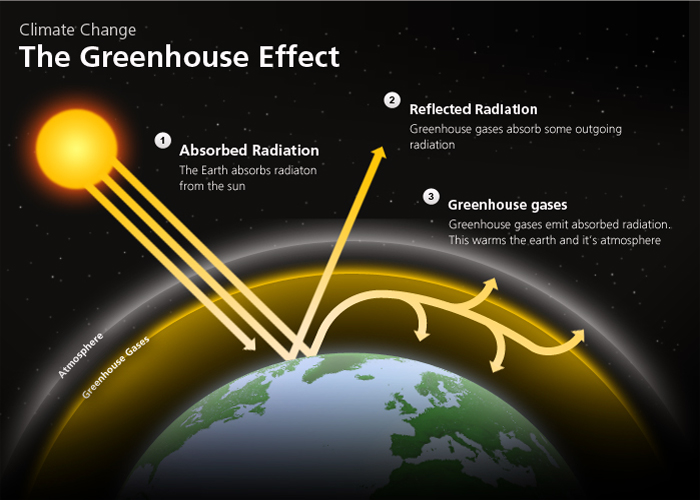 Climate Change
The Greenhouse Effect
1
Absorbed Radiation
The Earth absorbs radiaton
from the sun
2
Reflected Radiation
Greenhouse gases absorb some outgoing
radiation
3
Greenhouse gases
Greenhouse gases emit absorbed radiation.
This warms the earth and it's atmosphere
Atmosphere
Greenhouse Gases